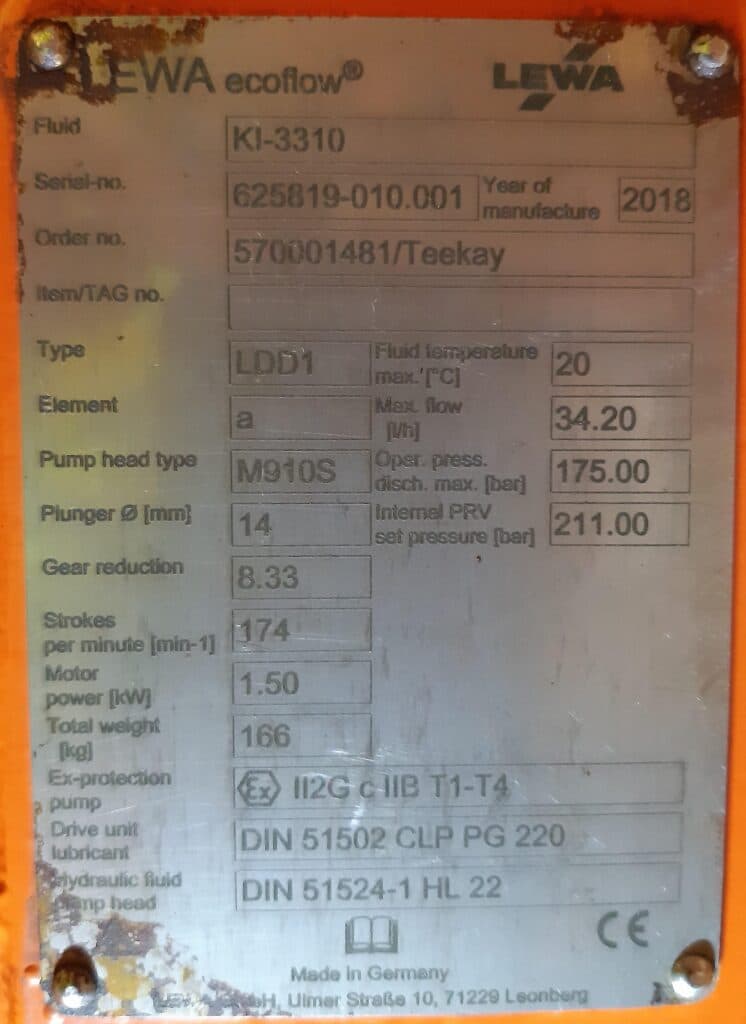 LEWA ecoflow® LEWA
Fluid KI-3310
Serial-no. 625819-010.001 Year of manufacture 2018
Order no. 570001481/Teekay
Item/TAG no.
Type LDD1 Fluid temperature max. [°C] 20
Element a Max. flow [l/h] 34.20
Pump head type M910S Oper. press. disch. max. [bar] 175.00
Plunger Ø [mm] 14 Internal PRV set pressure [bar] 211.00
Gear reduction 8.33
Strokes per minute [min-1] 174
Motor power [kW] 1.50
Total weight [kg] 166
Ex-protection pump Ex II2G c IIB T1-T4
Drive unit lubricant DIN 51502 CLP PG 220
Hydraulic fluid pump head DIN 51524-1 HL 22
CE
Made in Germany
LEWA GmbH, Ulmer Straße 10, 71229 Leonberg